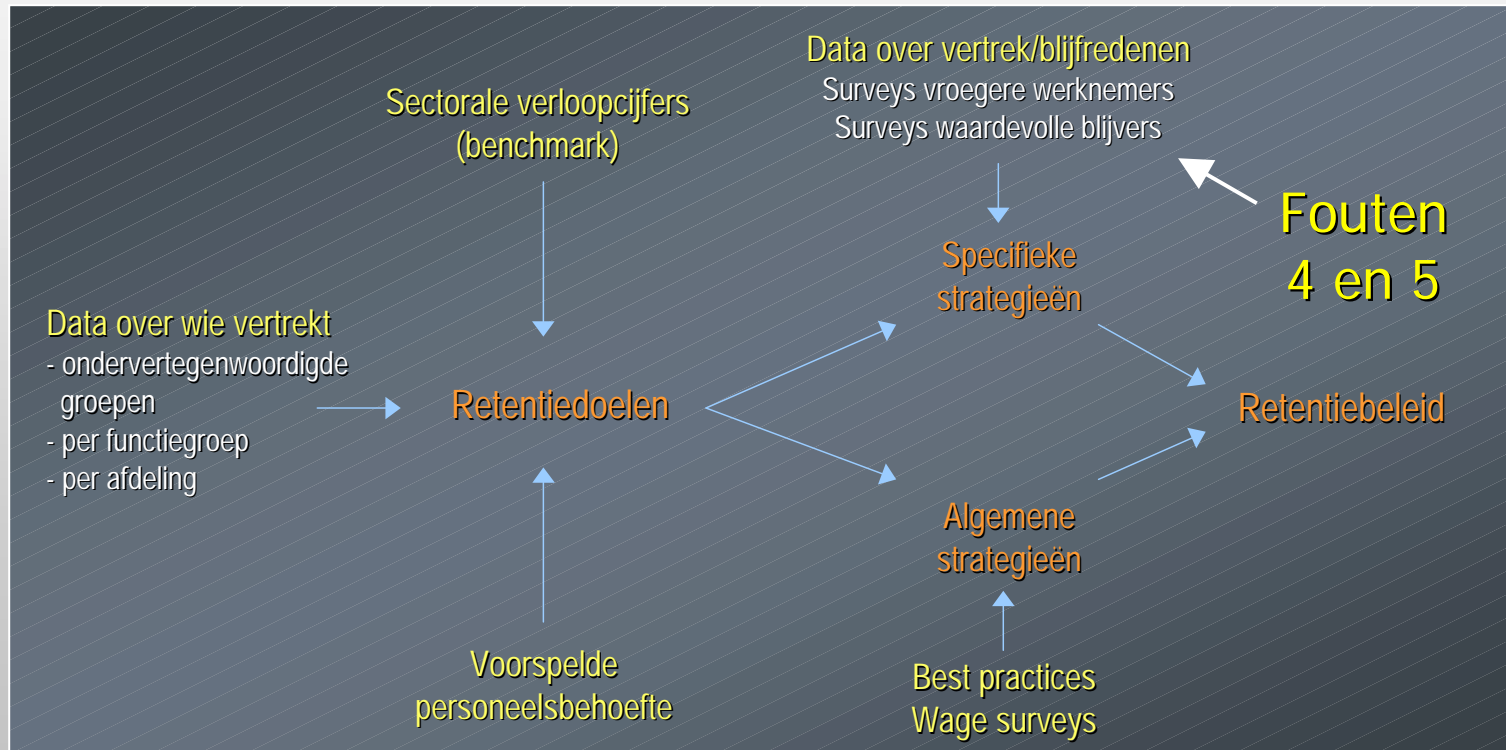 Data over vertrek/blijfredenen
Surveys vroegere werknemers
Surveys waardevolle blijvers
Sectorale verloopcijfers
(benchmark)
Fouten
4 en 5
Specifieke
strategieën
Data over wie vertrekt
- ondervertegenwoordigde
groepen
- per functiegroep
- per afdeling
Retentiedoelen
Retentiebeleid
Algemene
strategieën
Voorspelde
personeelsbehoefte
Best practices
Wage surveys